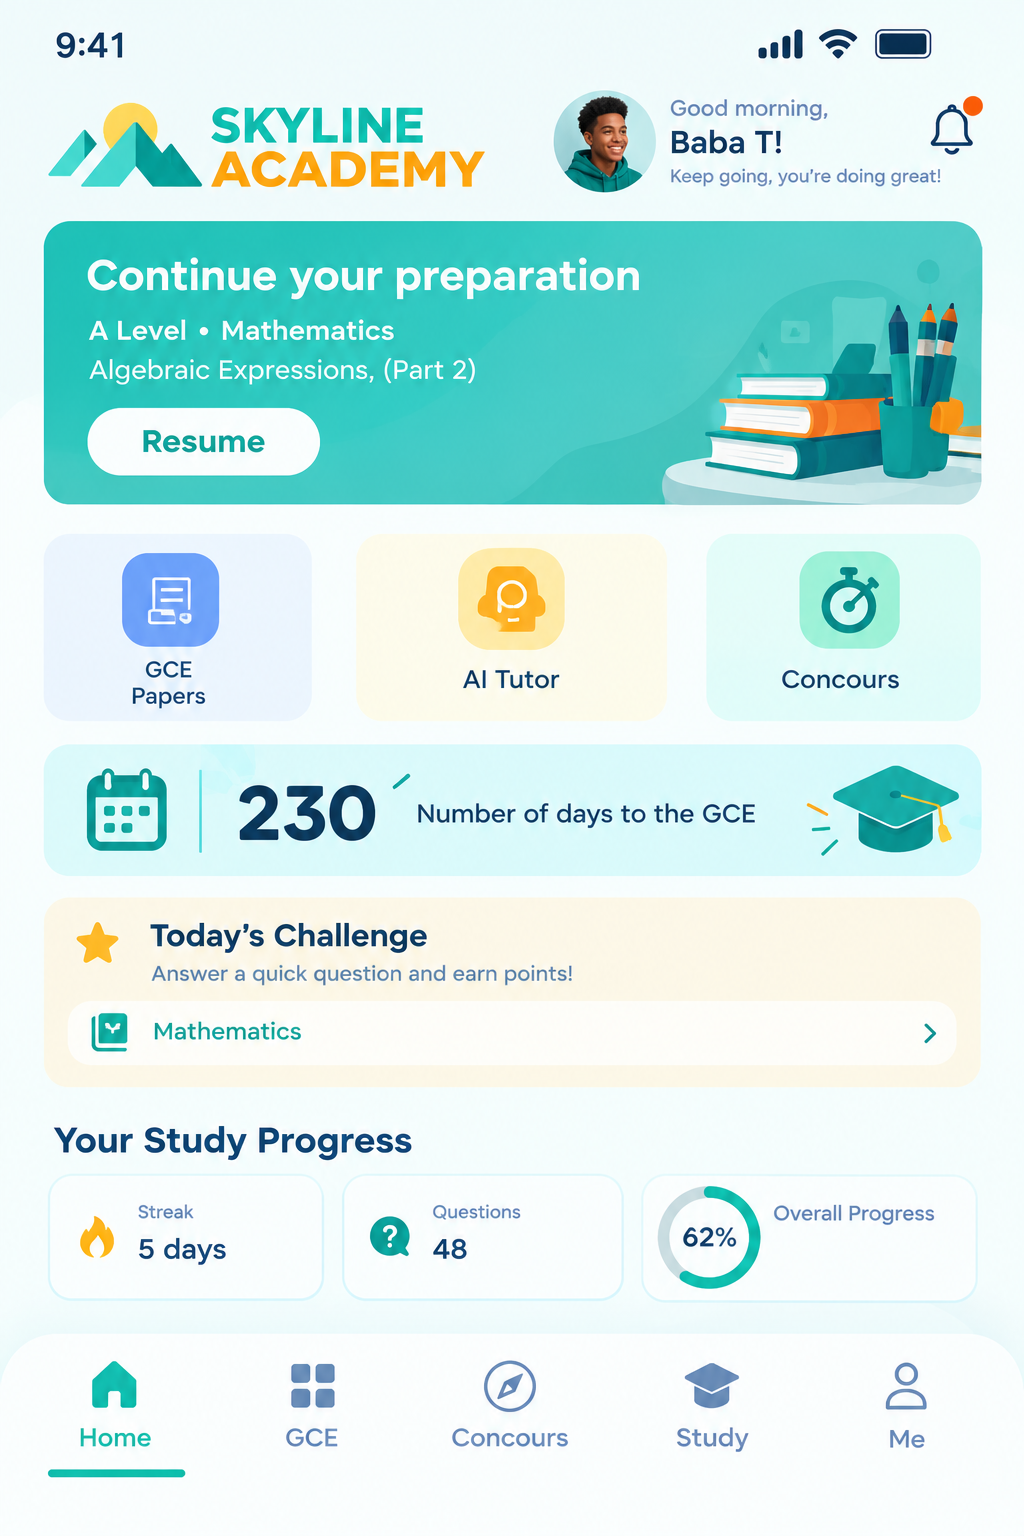 9:41
SKYLINE
ACADEMY
Good morning,
Baba T!
Keep going, you're doing great!
Continue your preparation
A Level • Mathematics
Algebraic Expressions, (Part 2)
Resume
GCE
Papers
AI Tutor
Concours
230
Number of days to the GCE
Today's Challenge
Answer a quick question and earn points!
Mathematics
Your Study Progress
Streak
5 days
Questions
48
62%
Overall Progress
Home
GCE
Concours
Study
Me